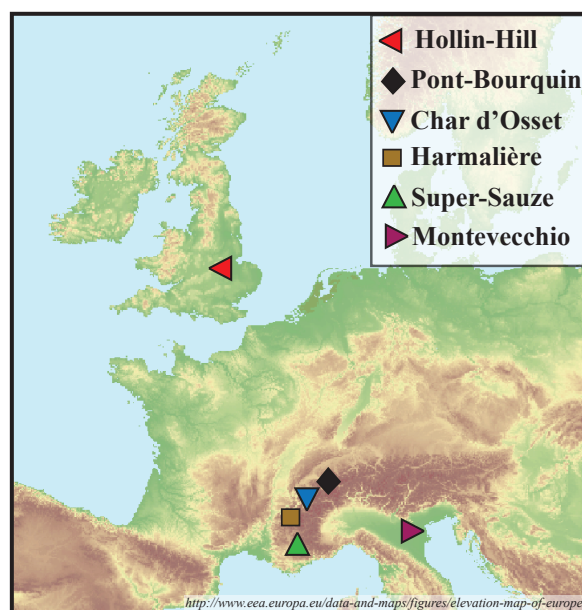 Hollin-Hill
Pont-Bourquin
Char d'Osset
Harmalière
Super-Sauze
Montevecchio
http://www.eea.europa.eu/data-and-maps/figures/elevation-map-of-europe